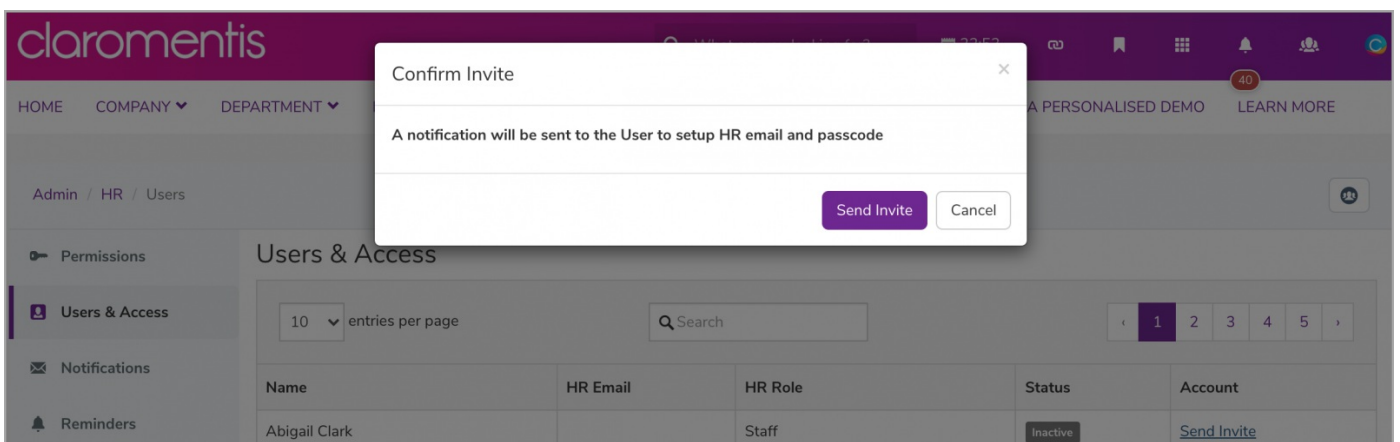 claromentis
22:53
40
HOME COMPANY DEPARTMENT A PERSONALISED DEMO LEARN MORE
Confirm Invite ×
A notification will be sent to the User to setup HR email and passcode
Send Invite Cancel
Admin / HR / Users
Permissions
Users & Access
Notifications
Reminders
Users & Access
10 entries per page Search ‹ 1 2 3 4 5 ›
Name HR Email HR Role Status Account
Abigail Clark Staff Inactive Send Invite